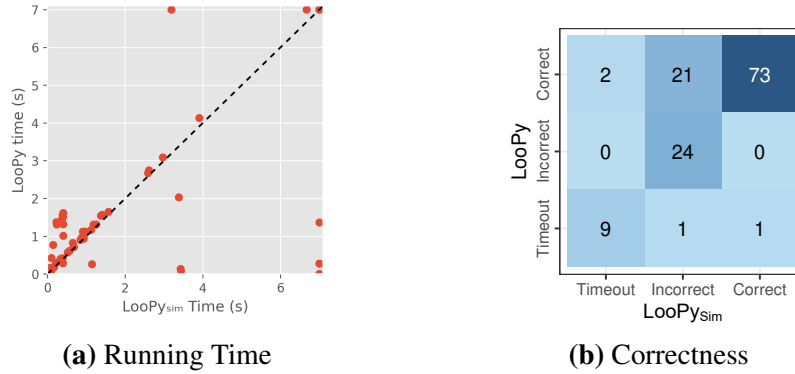 7
6
5
4
3
2
1
0
LooPy time (s)
0 2 4 6
LooPysim Time (s)
(a) Running Time
Correct 2 21 73
LooPy
Incorrect 0 24 0
Timeout 9 1 1
Timeout Incorrect Correct
LooPySim
(b) Correctness